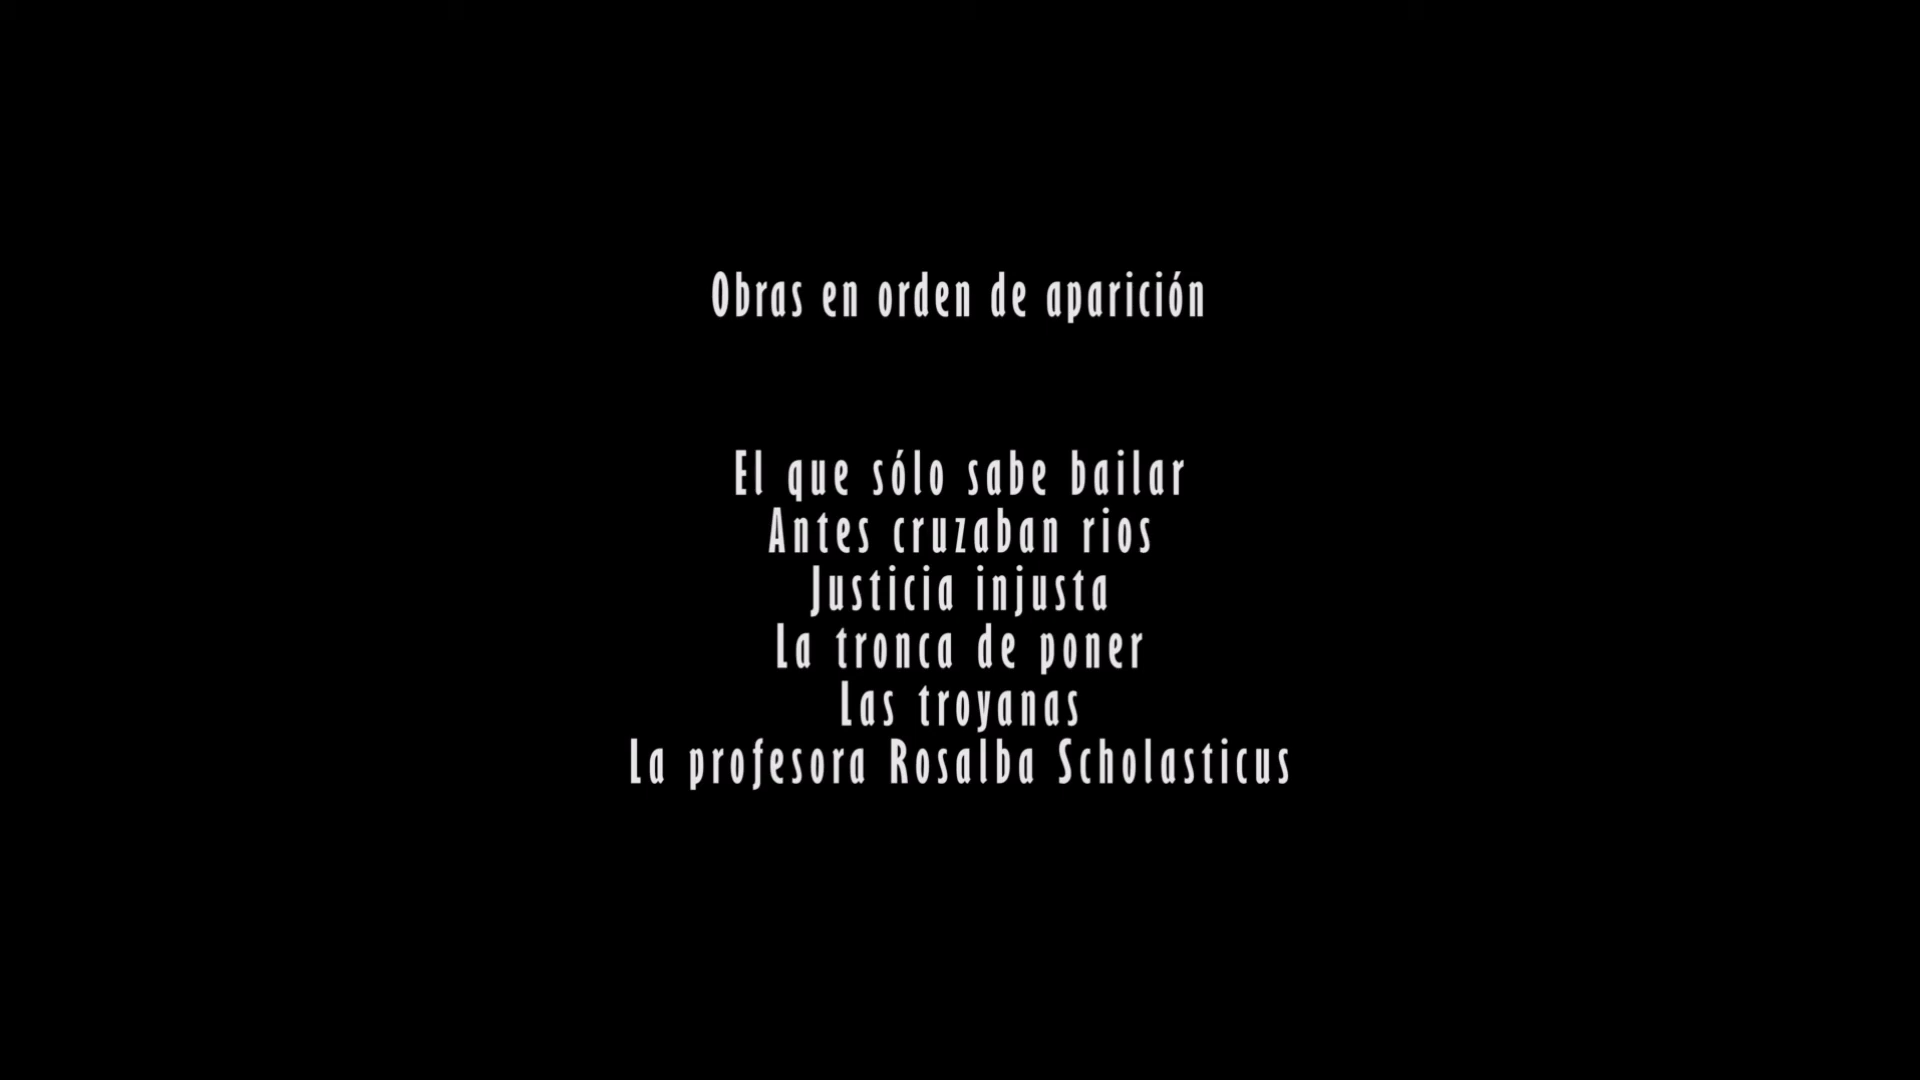 Obras en orden de aparición
El que sólo sabe bailar
Antes cruzaban rios
Justicia injusta
La tronca de poner
Las troyanas
La profesora Rosalba Scholasticus